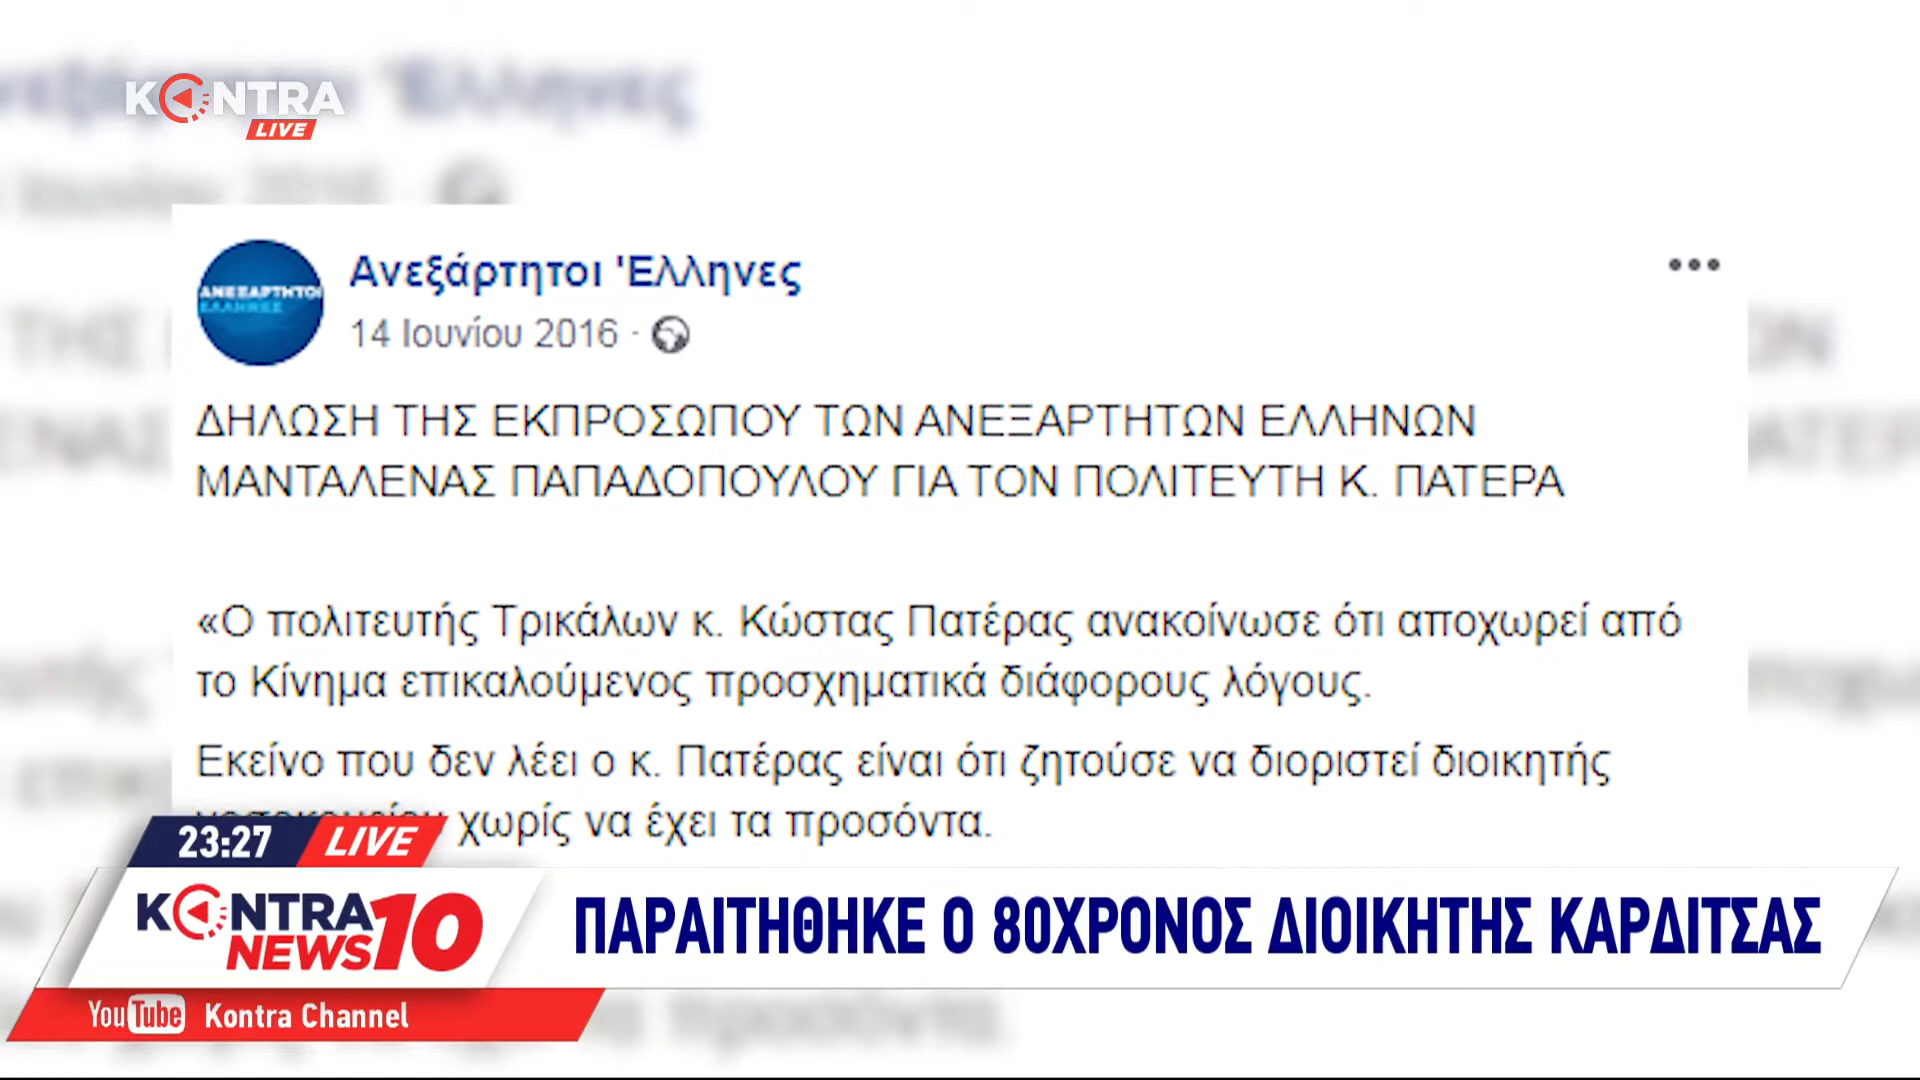 KONTRA
LIVE
Ανεξάρτητοι 'Ελληνες
ΑΝΕΞΑΡΤΗΤΟΙ
ΕΛΛΗΝΕΣ
14 Ιουνίου 2016 ·
ΔΗΛΩΣΗ ΤΗΣ ΕΚΠΡΟΣΩΠΟΥ ΤΩΝ ΑΝΕΞΑΡΤΗΤΩΝ ΕΛΛΗΝΩΝ
ΜΑΝΤΑΛΕΝΑΣ ΠΑΠΑΔΟΠΟΥΛΟΥ ΓΙΑ ΤΟΝ ΠΟΛΙΤΕΥΤΗ Κ. ΠΑΤΕΡΑ
«Ο πολιτευτής Τρικάλων κ. Κώστας Πατέρας ανακοίνωσε ότι αποχωρεί από
το Κίνημα επικαλούμενος προσχηματικά διάφορους λόγους.
Εκείνο που δεν λέει ο κ. Πατέρας είναι ότι ζητούσε να διοριστεί διοικητής
χωρίς να έχει τα προσόντα.
23:27 LIVE
KONTRA NEWS 10
ΠΑΡΑΙΤΗΘΗΚΕ Ο 80ΧΡΟΝΟΣ ΔΙΟΙΚΗΤΗΣ ΚΑΡΔΙΤΣΑΣ
YouTube Kontra Channel